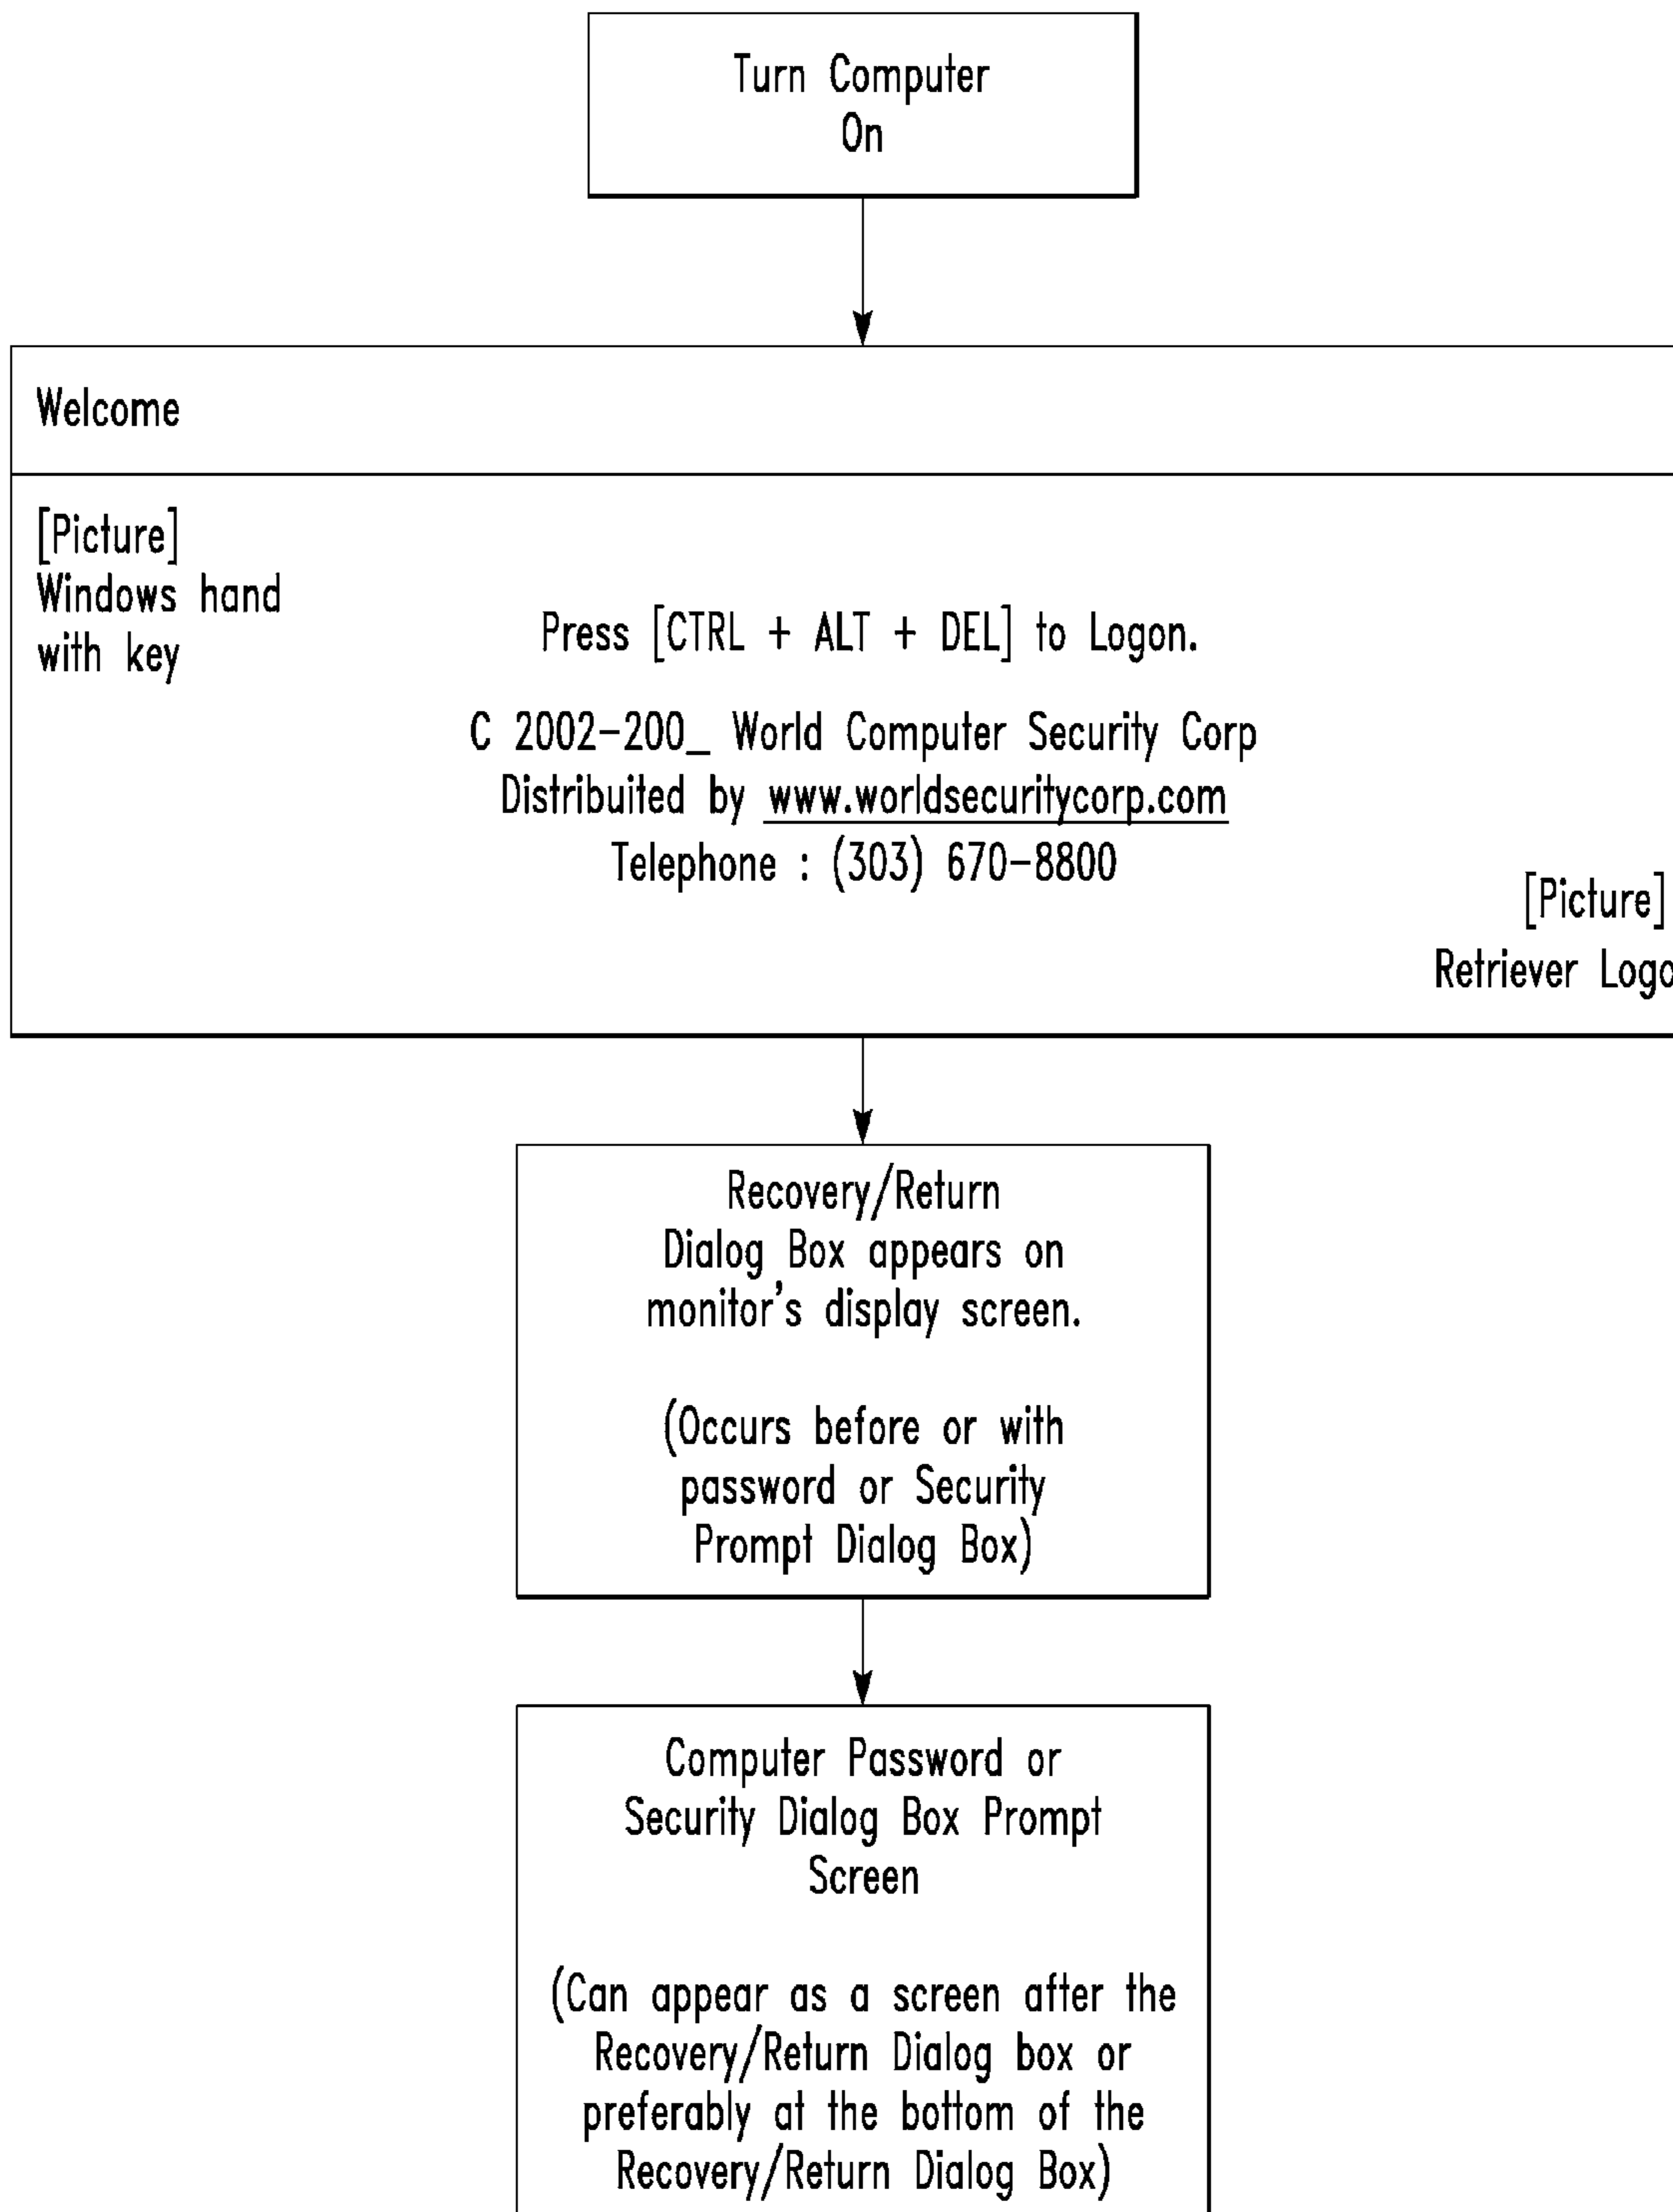 Turn Computer
On
Welcome
[Picture]
Windows hand
with key
Press [CTRL + ALT + DEL] to Logon.
C 2002-200_ World Computer Security Corp
Distribuited by www.worldsecuritycorp.com
Telephone : (303) 670-8800
[Picture]
Retriever Logo
Recovery/Return
Dialog Box appears on
monitor's display screen.
(Occurs before or with
password or Security
Prompt Dialog Box)
Computer Password or
Security Dialog Box Prompt
Screen
(Can appear as a screen after the
Recovery/Return Dialog box or
preferably at the bottom of the
Recovery/Return Dialog Box)